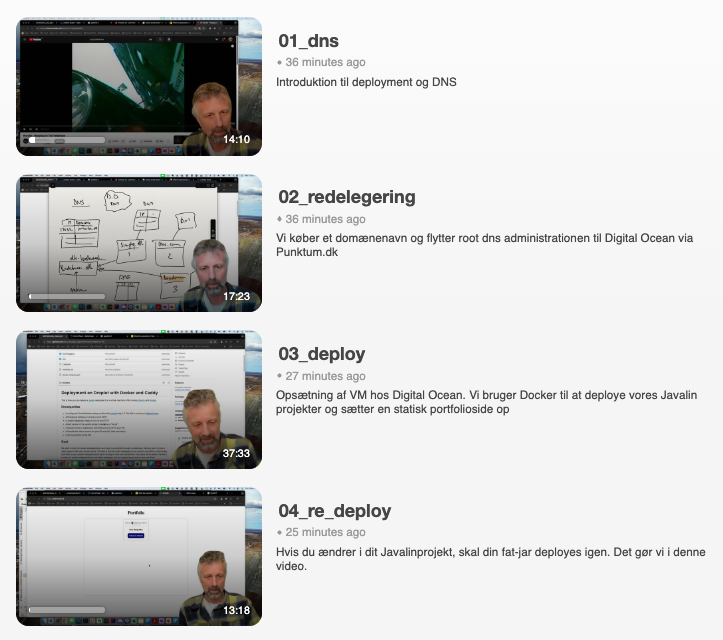 01_dns
36 minutes ago
Introduktion til deployment og DNS
14:10
02_redelegering
36 minutes ago
Vi køber et domænenavn og flytter root dns administrationen til Digital Ocean via
Punktum.dk
DNS
17:23
03_deploy
27 minutes ago
Opsætning af VM hos Digital Ocean. Vi bruger Docker til at deploye vores Javalin
projekter og sætter en statisk portfolioside op
Deployment on Droplet with Docker and Caddy
37:33
04_re_deploy
25 minutes ago
Hvis du ændrer i dit Javalinprojekt, skal din fat-jar deployes igen. Det gør vi i denne
video.
Portfolio
13:18